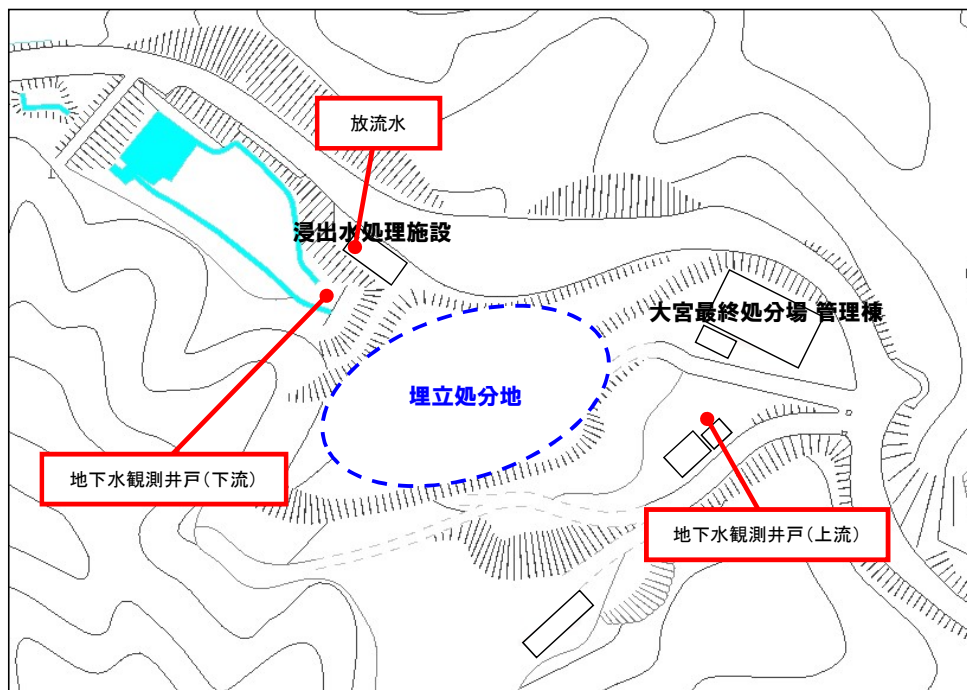 放流水
浸出水処理施設
大宮最終処分場 管理棟
埋立処分地
地下水観測井戸(下流)
地下水観測井戸(上流)